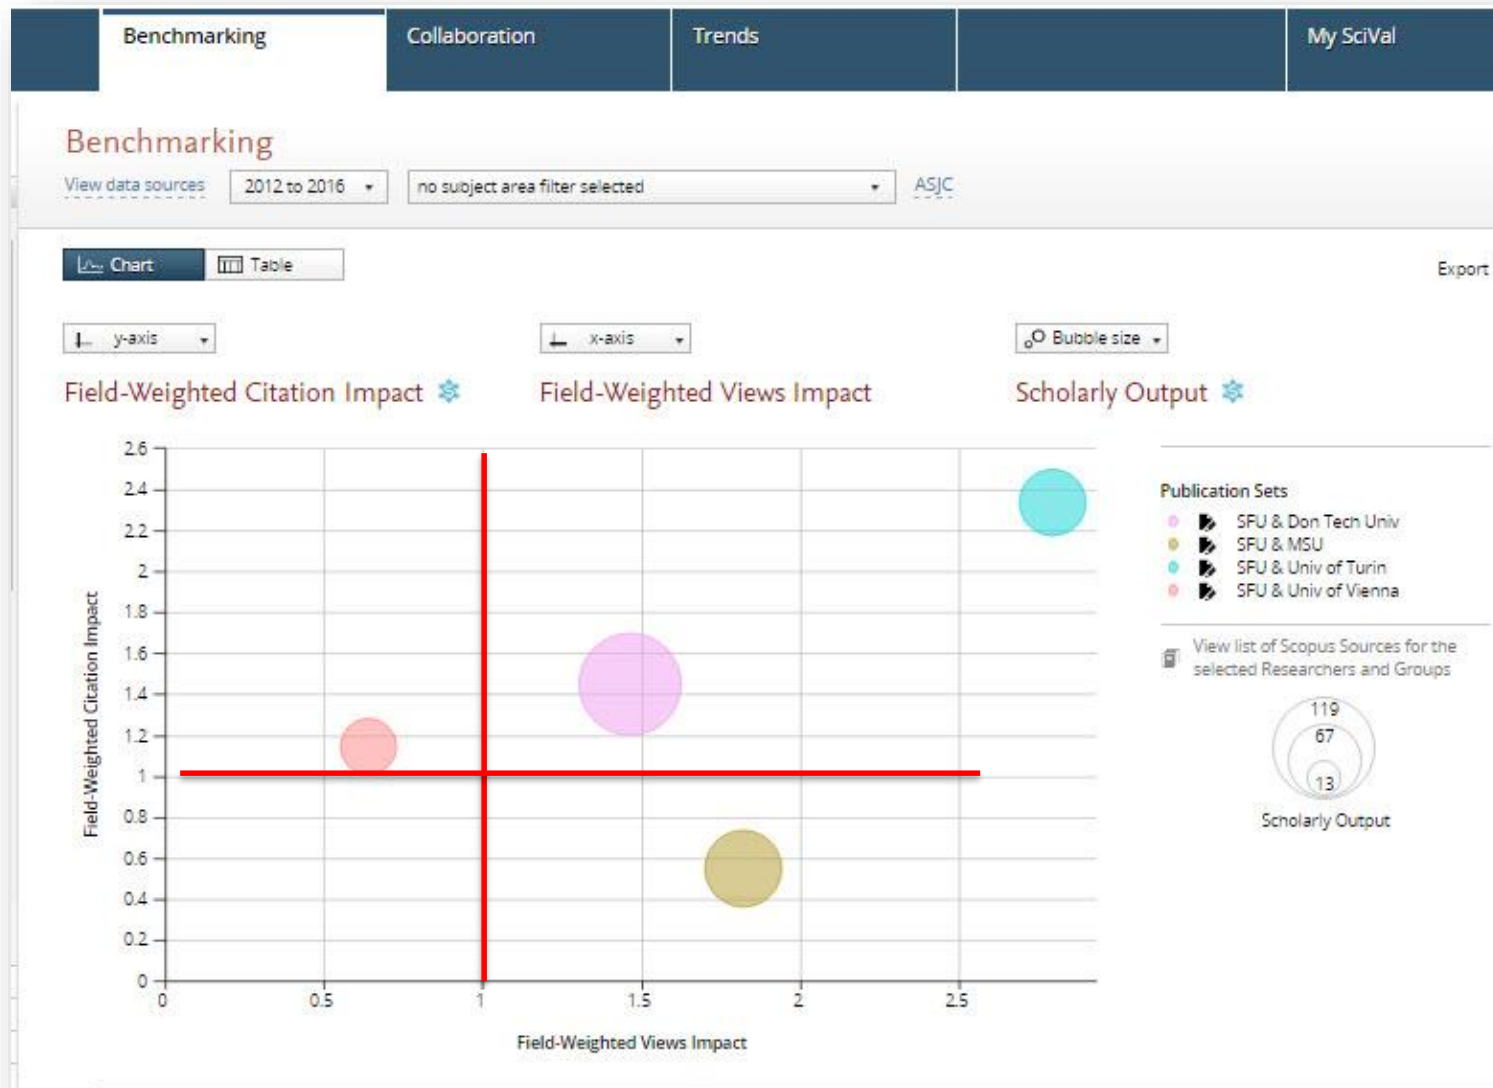 Benchmarking Collaboration Trends My SciVal
Benchmarking
View data sources 2012 to 2016 no subject area filter selected ASJC
Chart Table
Export
y-axis x-axis Bubble size
Field-Weighted Citation Impact Field-Weighted Views Impact Scholarly Output
2.6
2.4
2.2
2
1.8
1.6
1.4
1.2
1
0.8
0.6
0.4
0.2
0
Field-Weighted Citation Impact
0 0.5 1 1.5 2 2.5
Field-Weighted Views Impact
Publication Sets
SFU & Don Tech Univ
SFU & MSU
SFU & Univ of Turin
SFU & Univ of Vienna
View list of Scopus Sources for the
selected Researchers and Groups
119
67
13
Scholarly Output